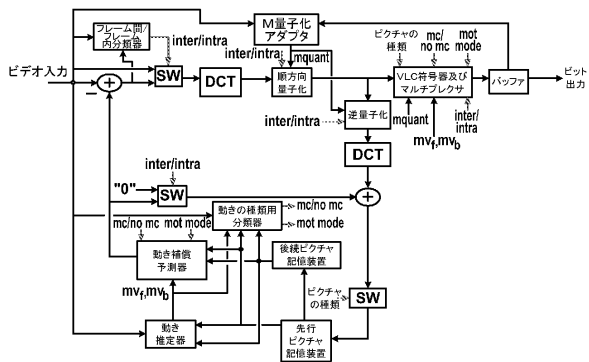 フレーム間/フレーム
内分類器
M量子化
アダプタ
ピクチャの
種類
mc/
no mc
mot
mode
inter/intra
inter/intra
mquant
ビデオ入力
SW
DCT
順方向
量子化
VLC符号器及び
マルチプレクサ
バッファ
ビット
出力
inter/intra
逆量子化
mquant
inter/
intra
mvf,mvb
DCT
inter/intra
"0"
SW
動きの種類用
分類器
mc/no mc
mot mode
mc/no mc
mot mode
動き補償
予測器
後続ピクチャ
記憶装置
mvf,mvb
ピクチャ
の種類
SW
動き
推定器
先行
ピクチャ
記憶装置